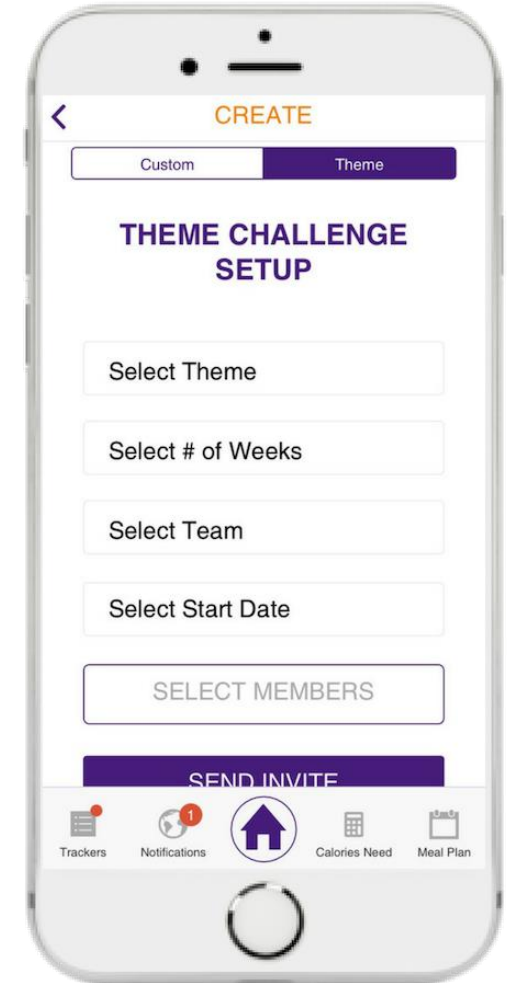 CREATE
Custom Theme
THEME CHALLENGE
SETUP
Select Theme
Select # of Weeks
Select Team
Select Start Date
SELECT MEMBERS
SEND INVITE
1
Trackers Notifications Calories Need Meal Plan